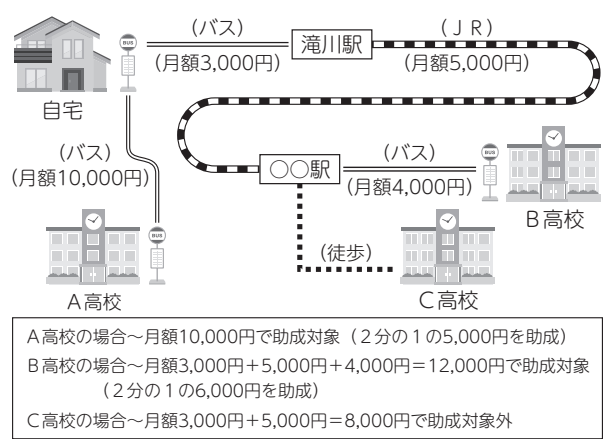 (バス)
(JR)
BUS
滝川駅
(月額3,000円)
(月額5,000円)
自宅
(バス)
(月額10,000円)
○○駅
(バス)
(月額4,000円)
BUS
B高校
BUS
(徒歩)
A高校
C高校
A高校の場合~月額10,000円で助成対象(2分の1の5,000円を助成)
B高校の場合~月額3,000円+5,000円+4,000円=12,000円で助成対象
(2分の1の6,000円を助成)
C高校の場合~月額3,000円+5,000円=8,000円で助成対象外